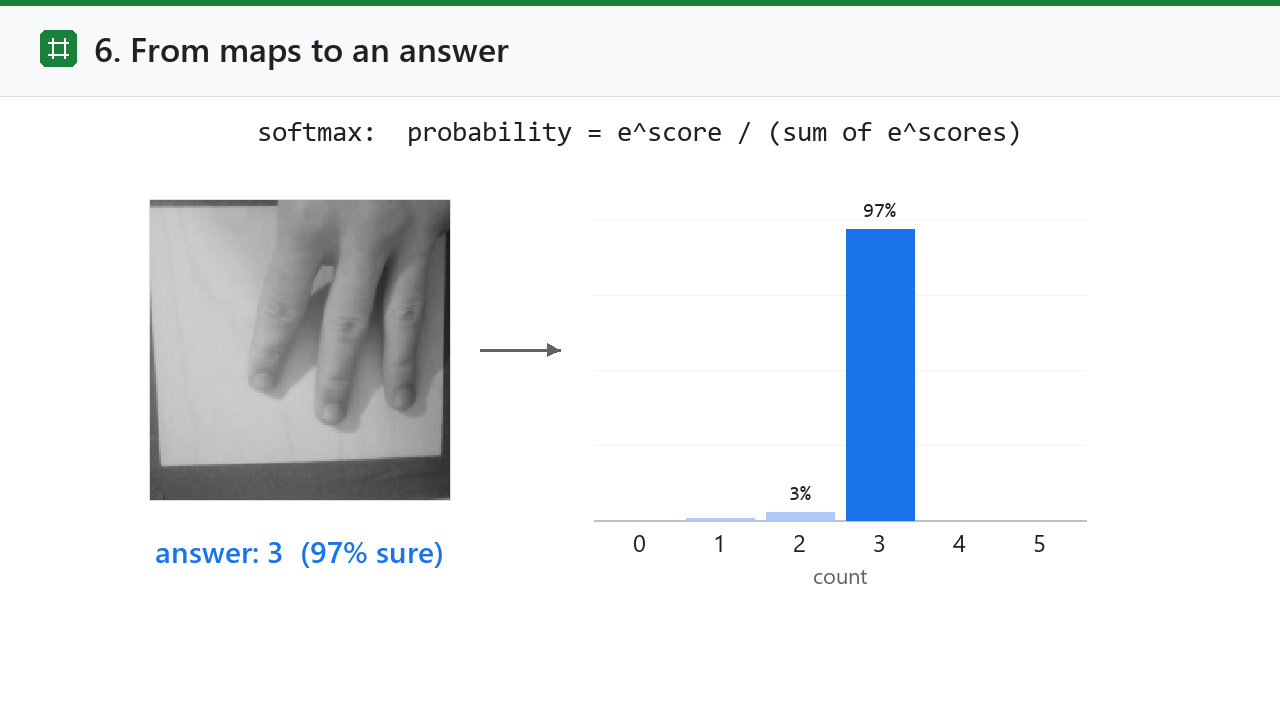 6. From maps to an answer
softmax:  probability = e^score / (sum of e^scores)
97%
3%
0 1 2 3 4 5
count
answer: 3  (97% sure)